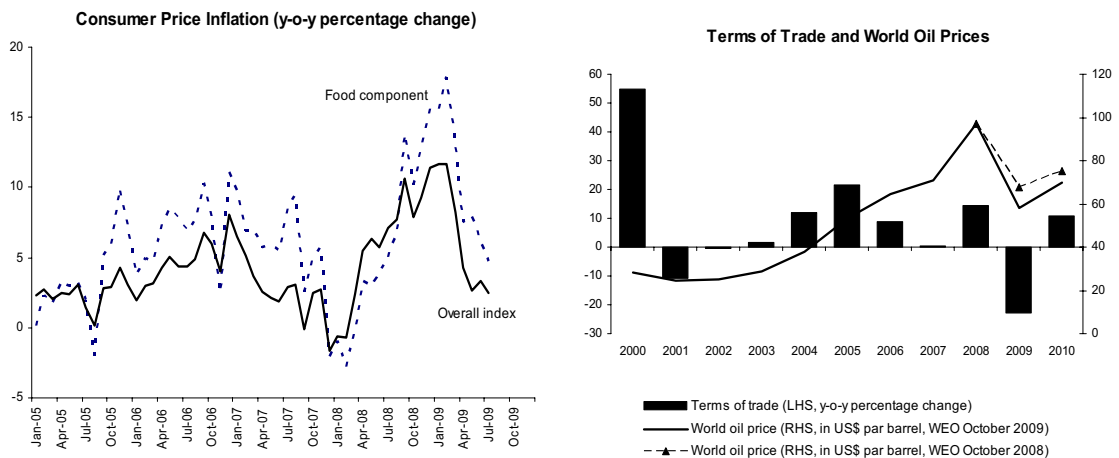 Consumer Price Inflation (y-o-y percentage change)
20
15
10
5
0
-5
Food component
Overall index
Jan-05
Apr-05
Jul-05
Oct-05
Jan-06
Apr-06
Jul-06
Oct-06
Jan-07
Apr-07
Jul-07
Oct-07
Jan-08
Apr-08
Jul-08
Oct-08
Jan-09
Apr-09
Jul-09
Oct-09
Terms of Trade and World Oil Prices
60
50
40
30
20
10
0
-10
-20
-30
120
100
80
60
40
20
0
2000 2001 2002 2003 2004 2005 2006 2007 2008 2009 2010
Terms of trade (LHS, y-o-y percentage change)
World oil price (RHS, in US$ par barrel, WEO October 2009)
World oil price (RHS, in US$ par barrel, WEO October 2008)